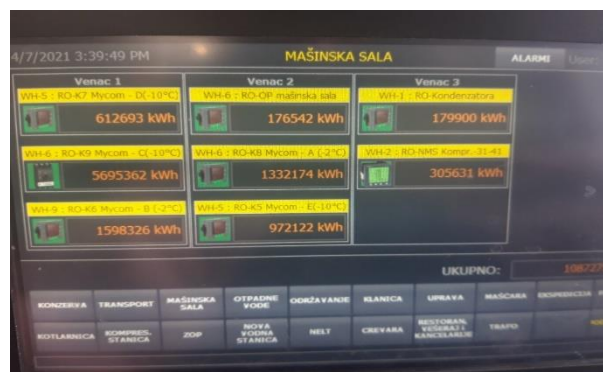 4/7/2021 3:39:49 PM MAŠINSKA SALA ALARMI User:
Venac 1 Venac 2 Venac 3
WH-5 : RO-K7 Mycom - D(-10°C) WH-6 : RO-OP mašinska sala WH-1 : RO-Kondenzatora
612693 kWh 176542 kWh 179900 kWh
WH-6 : RO-K9 Mycom - C(-10°C) WH-6 : RO-K8 Mycom - A (-2°C) WH-2 : RO-NMS Kompr.-31-41
5695362 kWh 1332174 kWh 305631 kWh
WH-9 : RO-K6 Mycom - B (-2°C) WH-5 : RO-K5 Mycom - E(-10°C)
1598326 kWh 972122 kWh
UKUPNO:
KONZERVA TRANSPORT MAŠINSKA SALA OTPADNE VODE ODRŽAVANJE KLANICA UPRAVA MAŠČARA EKSPEDICIJA
KOTLARNICA KOMPRES. STANICA ZOP NOVA VODNA STANICA NELT CREVARA RESTORAN, VEŠERAJ i KANCELARIJE TRAFO